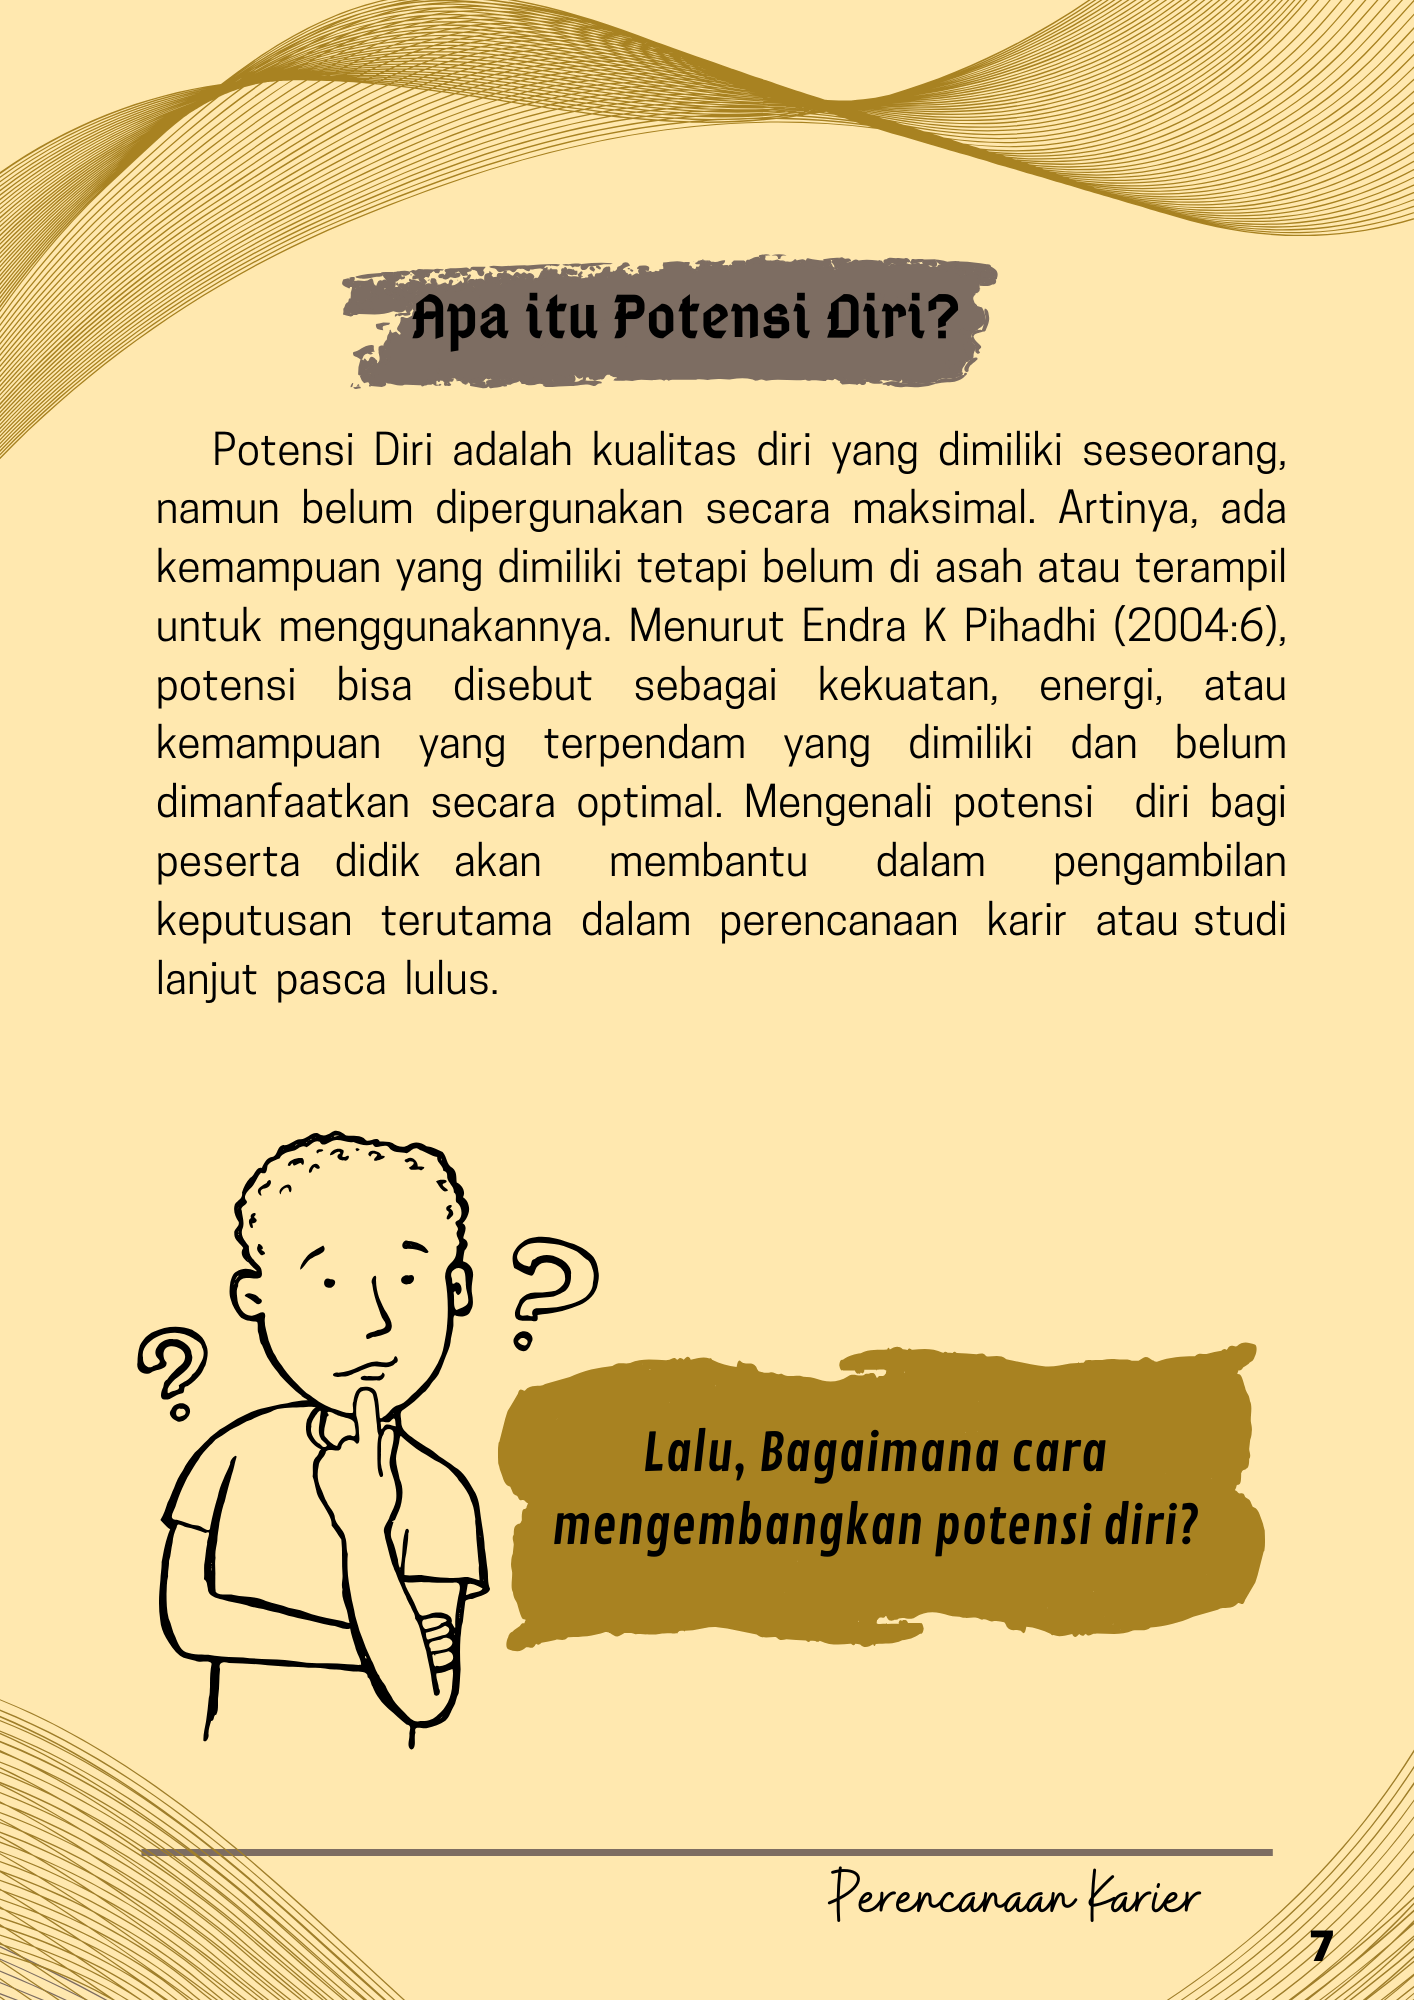 Apa itu Potensi Diri?
Potensi Diri adalah kualitas diri yang dimiliki seseorang,
namun belum dipergunakan secara maksimal. Artinya, ada
kemampuan yang dimiliki tetapi belum di asah atau terampil
untuk menggunakannya. Menurut Endra K Pihadhi (2004:6),
potensi bisa disebut sebagai kekuatan, energi, atau
kemampuan yang terpendam yang dimiliki dan belum
dimanfaatkan secara optimal. Mengenali potensi diri bagi
peserta didik akan membantu dalam pengambilan
keputusan terutama dalam perencanaan karir atau studi
lanjut pasca lulus.
Lalu, Bagaimana cara
mengembangkan potensi diri?
Perencanaan Karier
7